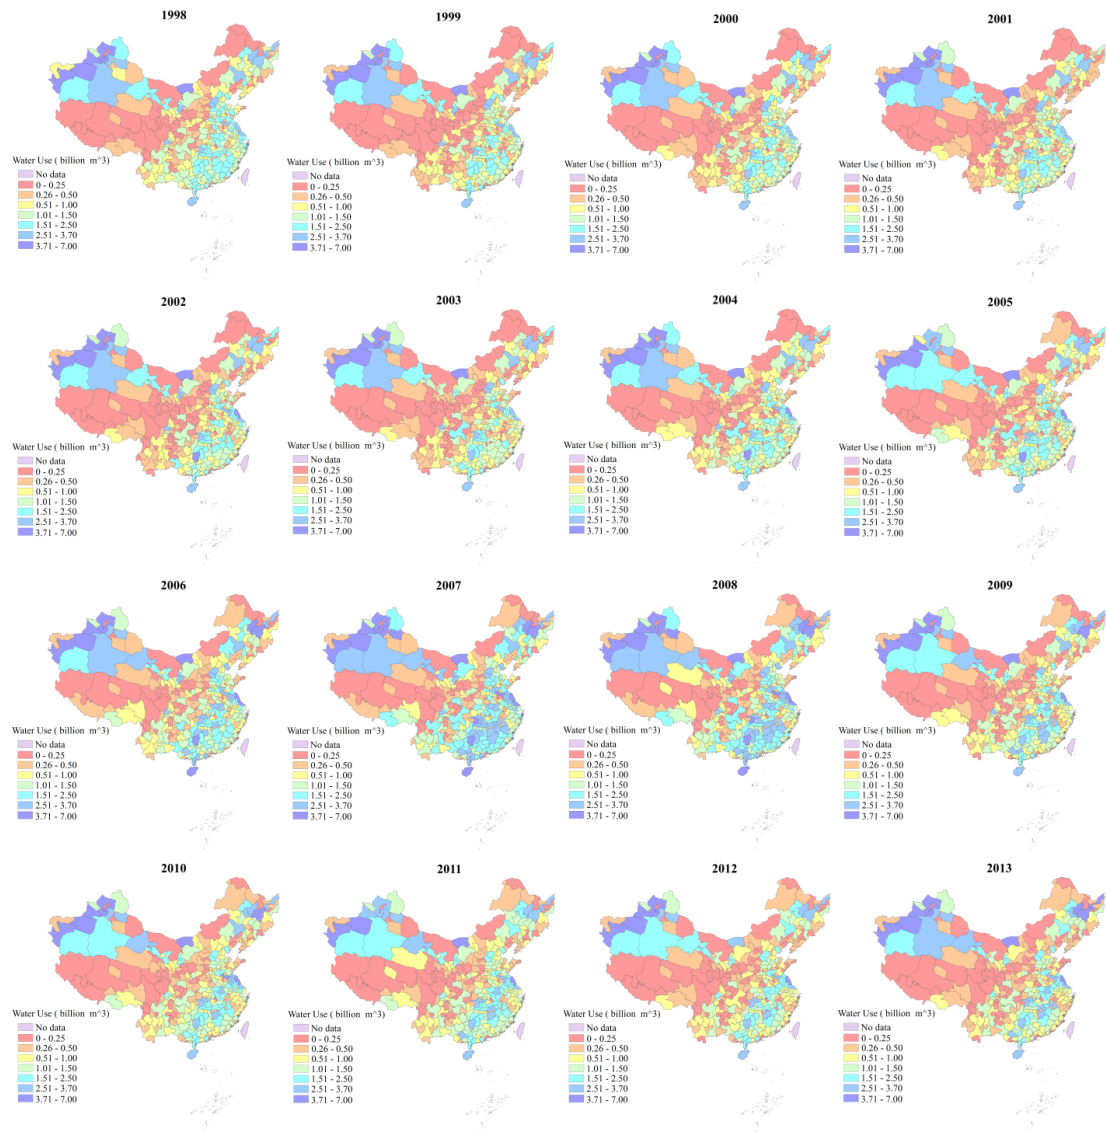 1998
1999
2000
2001
Water Use ( billion m^3)
No data
0 - 0.25
0.26 - 0.50
0.51 - 1.00
1.01 - 1.50
1.51 - 2.50
2.51 - 3.70
3.71 - 7.00
Water Use ( billion m^3)
No data
0 - 0.25
0.26 - 0.50
0.51 - 1.00
1.01 - 1.50
1.51 - 2.50
2.51 - 3.70
3.71 - 7.00
Water Use ( billion m^3)
No data
0 - 0.25
0.26 - 0.50
0.51 - 1.00
1.01 - 1.50
1.51 - 2.50
2.51 - 3.70
3.71 - 7.00
Water Use ( billion m^3)
No data
0 - 0.25
0.26 - 0.50
0.51 - 1.00
1.01 - 1.50
1.51 - 2.50
2.51 - 3.70
3.71 - 7.00
2002
2003
2004
2005
Water Use ( billion m^3)
No data
0 - 0.25
0.26 - 0.50
0.51 - 1.00
1.01 - 1.50
1.51 - 2.50
2.51 - 3.70
3.71 - 7.00
Water Use ( billion m^3)
No data
0 - 0.25
0.26 - 0.50
0.51 - 1.00
1.01 - 1.50
1.51 - 2.50
2.51 - 3.70
3.71 - 7.00
Water Use ( billion m^3)
No data
0 - 0.25
0.26 - 0.50
0.51 - 1.00
1.01 - 1.50
1.51 - 2.50
2.51 - 3.70
3.71 - 7.00
Water Use ( billion m^3)
No data
0 - 0.25
0.26 - 0.50
0.51 - 1.00
1.01 - 1.50
1.51 - 2.50
2.51 - 3.70
3.71 - 7.00
2006
2007
2008
2009
Water Use ( billion m^3)
No data
0 - 0.25
0.26 - 0.50
0.51 - 1.00
1.01 - 1.50
1.51 - 2.50
2.51 - 3.70
3.71 - 7.00
Water Use ( billion m^3)
No data
0 - 0.25
0.26 - 0.50
0.51 - 1.00
1.01 - 1.50
1.51 - 2.50
2.51 - 3.70
3.71 - 7.00
Water Use ( billion m^3)
No data
0 - 0.25
0.26 - 0.50
0.51 - 1.00
1.01 - 1.50
1.51 - 2.50
2.51 - 3.70
3.71 - 7.00
Water Use ( billion m^3)
No data
0 - 0.25
0.26 - 0.50
0.51 - 1.00
1.01 - 1.50
1.51 - 2.50
2.51 - 3.70
3.71 - 7.00
2010
2011
2012
2013
Water Use ( billion m^3)
No data
0 - 0.25
0.26 - 0.50
0.51 - 1.00
1.01 - 1.50
1.51 - 2.50
2.51 - 3.70
3.71 - 7.00
Water Use ( billion m^3)
No data
0 - 0.25
0.26 - 0.50
0.51 - 1.00
1.01 - 1.50
1.51 - 2.50
2.51 - 3.70
3.71 - 7.00
Water Use ( billion m^3)
No data
0 - 0.25
0.26 - 0.50
0.51 - 1.00
1.01 - 1.50
1.51 - 2.50
2.51 - 3.70
3.71 - 7.00
Water Use ( billion m^3)
No data
0 - 0.25
0.26 - 0.50
0.51 - 1.00
1.01 - 1.50
1.51 - 2.50
2.51 - 3.70
3.71 - 7.00